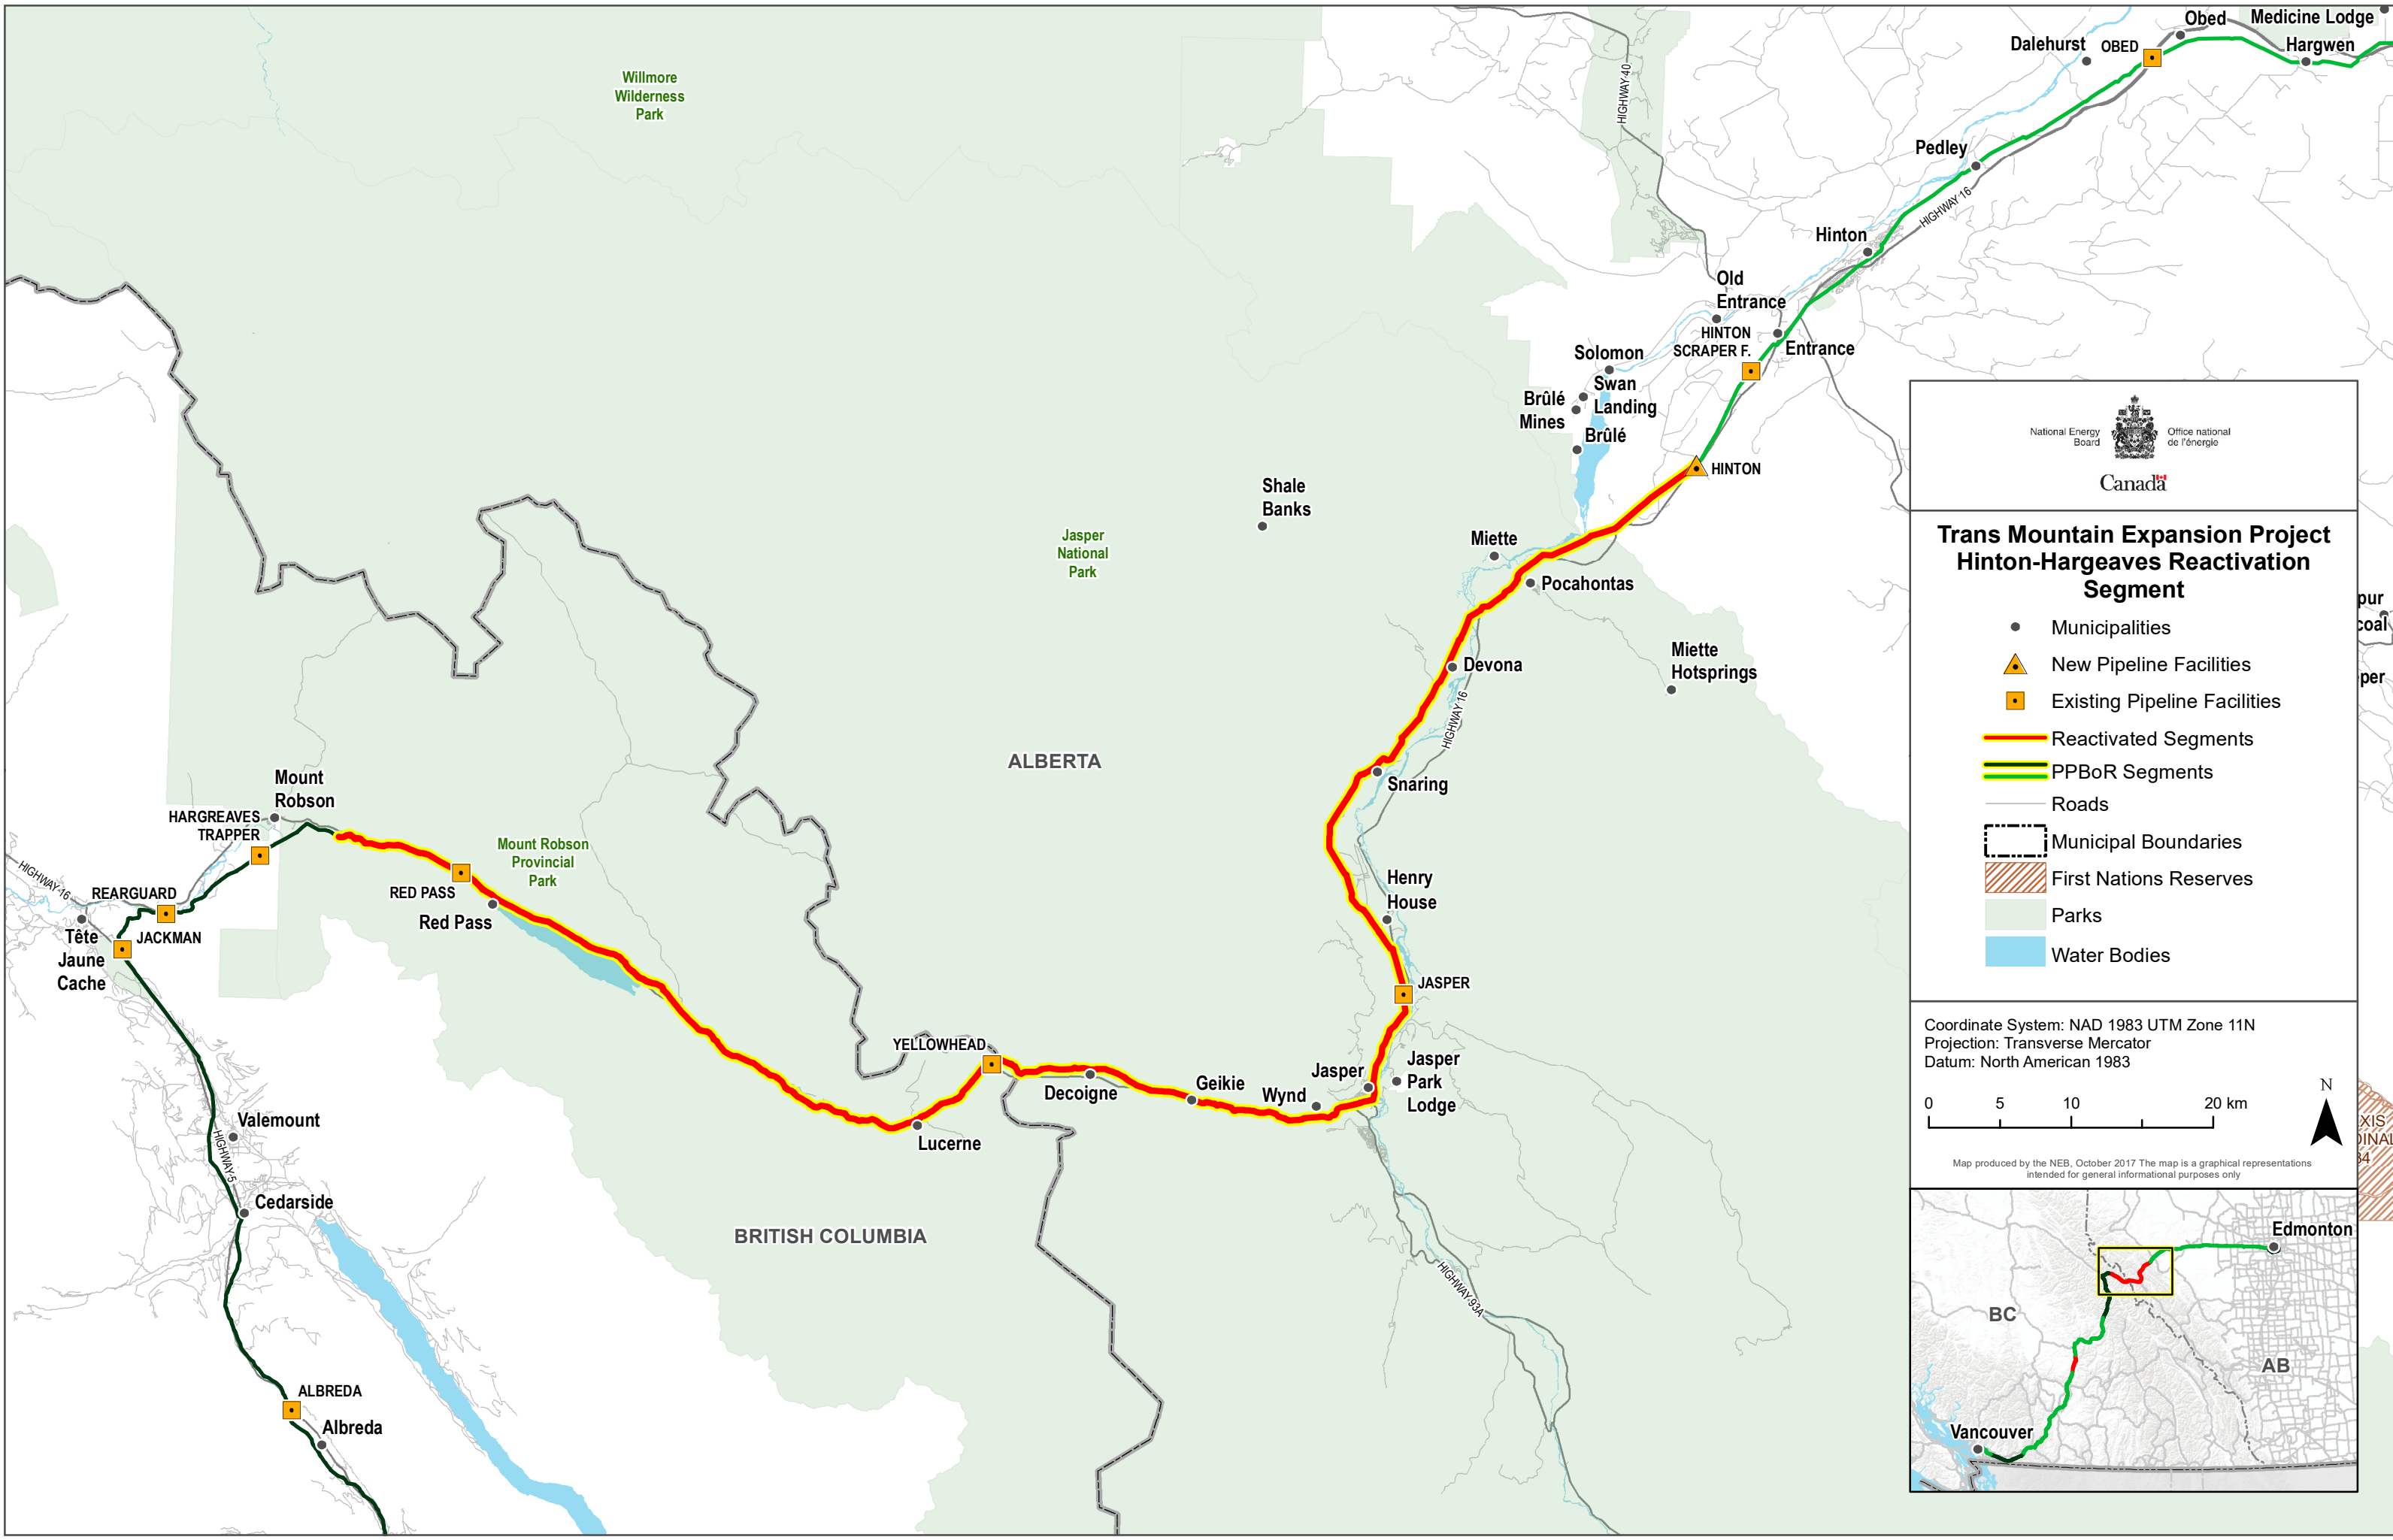 Obed
Medicine Lodge
Dalehurst
OBED
Hargwen
Willmore
Wilderness
Park
HIGHWAY 40
Pedley
HIGHWAY 16
Hinton
Old
Entrance
HINTON
SCRAPER F.
Entrance
Solomon
Swan
Landing
Brûlé
Mines
Brûlé
HINTON
Shale
Banks
Jasper
National
Park
Miette
Pocahontas
Miette
Hotsprings
Devona
HIGHWAY 16
ALBERTA
Snaring
Mount
Robson
HARGREAVES
TRAPPER
Mount Robson
Provincial
Park
HIGHWAY 16
REARGUARD
RED PASS
Red Pass
Henry
House
Tête
Jaune
Cache
JACKMAN
JASPER
YELLOWHEAD
Decoigne
Geikie
Wynd
Jasper
Jasper
Park
Lodge
Lucerne
Valemount
HIGHWAY 5
Cedarside
BRITISH COLUMBIA
HIGHWAY 93A
ALBREDA
Albreda
National Energy
Board
Office national
de l'énergie
Canada
Trans Mountain Expansion Project
Hinton-Hargeaves Reactivation
Segment
Municipalities
New Pipeline Facilities
Existing Pipeline Facilities
Reactivated Segments
PPBoR Segments
Roads
Municipal Boundaries
First Nations Reserves
Parks
Water Bodies
pur
coal
per
Coordinate System: NAD 1983 UTM Zone 11N
Projection: Transverse Mercator
Datum: North American 1983
N
0 5 10 20 km
Map produced by the NEB, October 2017 The map is a graphical representations
intended for general informational purposes only
XIS
DINAL
34
Edmonton
BC
AB
Vancouver